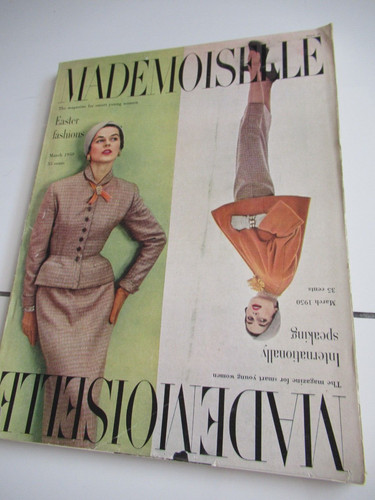 MADEMOISELLE
The magazine for smart young women
Easter
fashions
March 1950
35 cents
MADEMOISELLE
The magazine for smart young women
Internationally
speaking
March 1950
35 cents